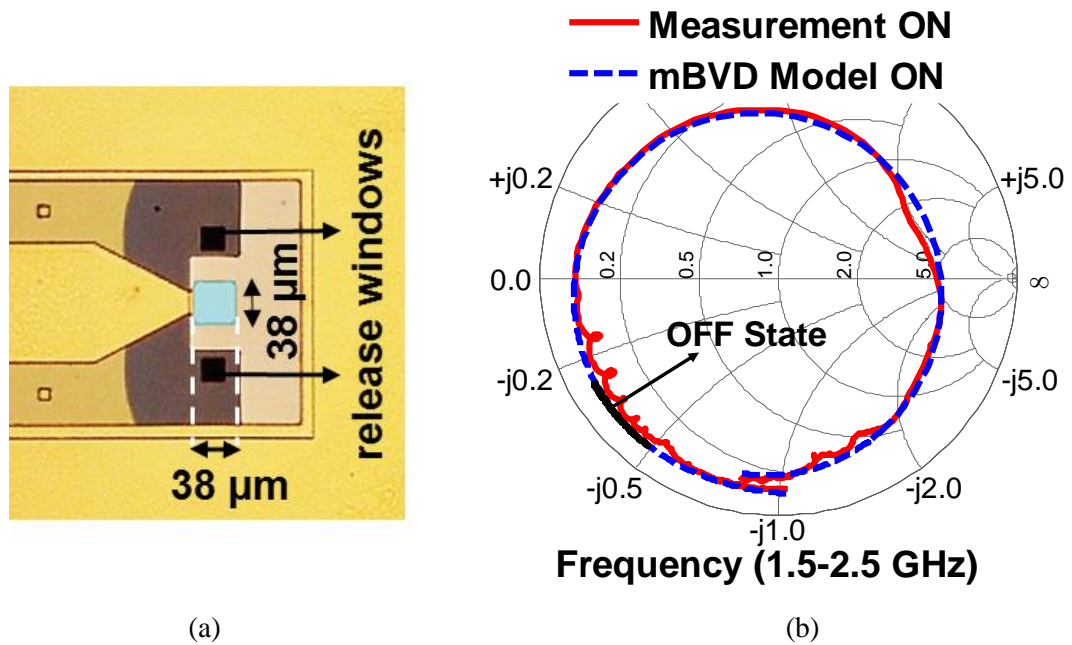 release windows
38 µm
38 µm
(a)
Measurement ON
mBVD Model ON
+j0.2
+j5.0
0.0
0.2
0.5
1.0
2.0
5.0
∞
OFF State
-j0.2
-j5.0
-j0.5
-j2.0
-j1.0
Frequency (1.5-2.5 GHz)
(b)